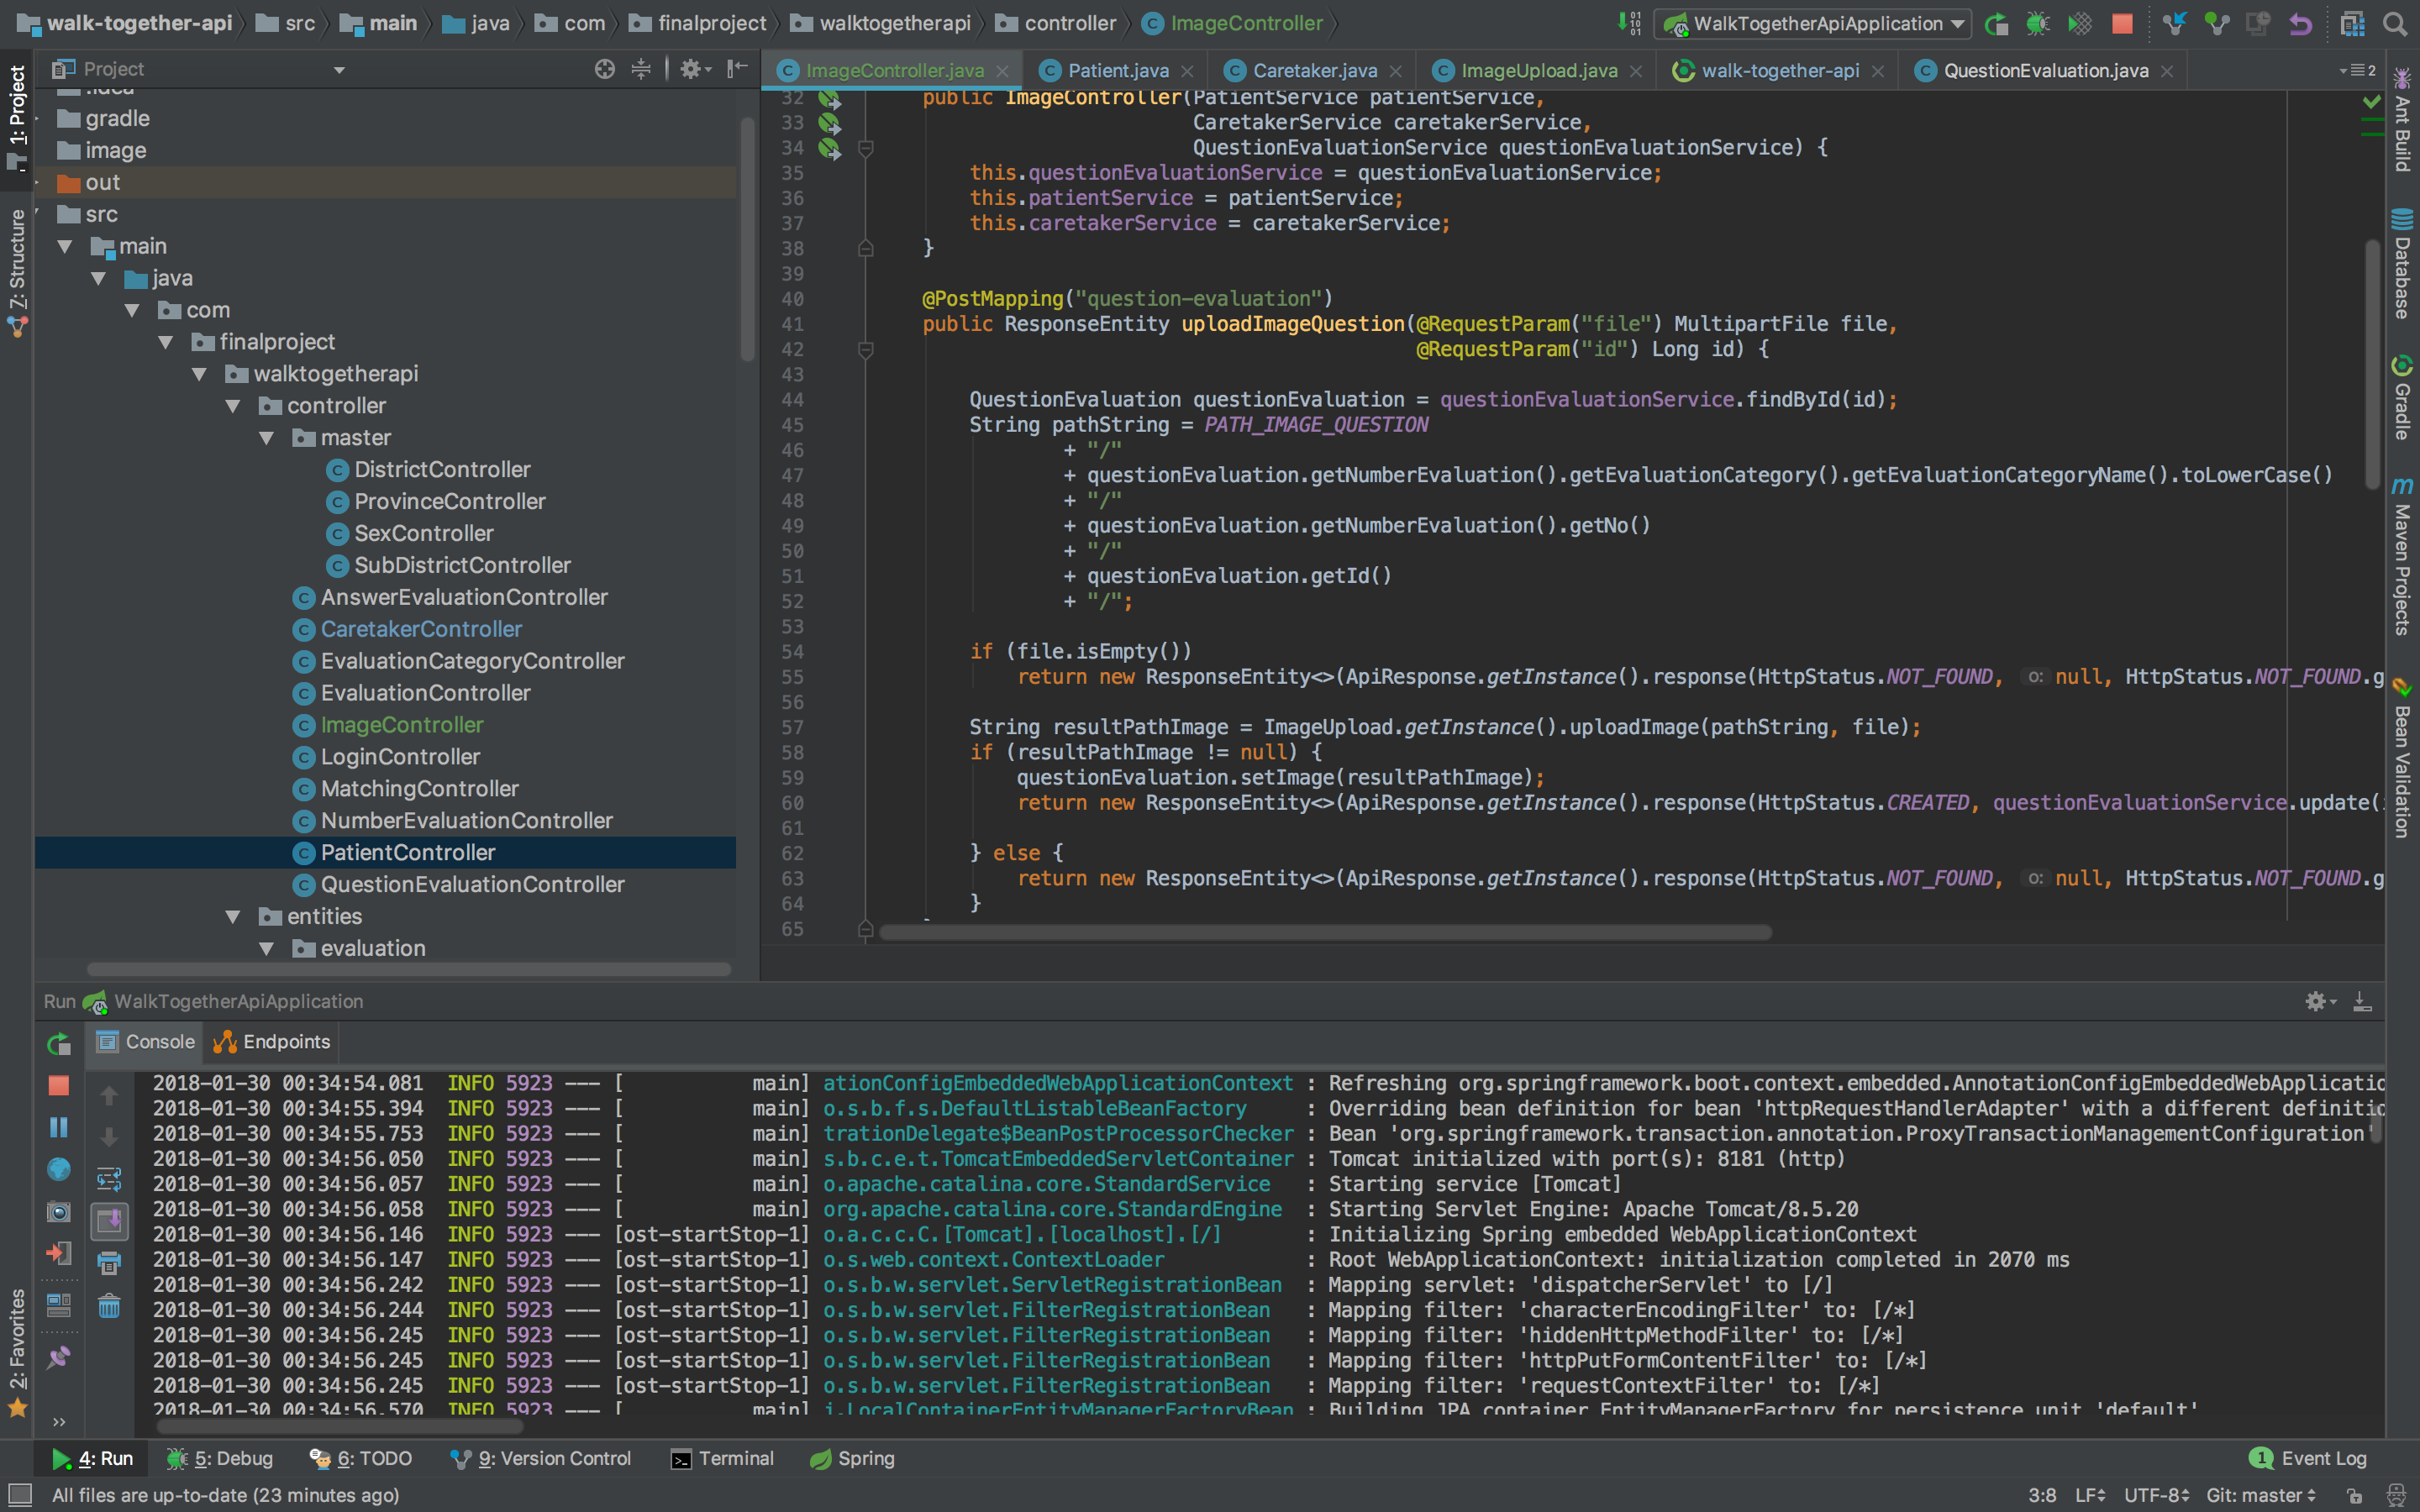 walk-together-api src main java com finalproject walktogetherapi controller ImageController WalkTogetherApiApplication
1: Project
7: Structure
2: Favorites
Project
.idea
gradle
image
out
src
main
java
com
finalproject
walktogetherapi
controller
master
DistrictController
ProvinceController
SexController
SubDistrictController
AnswerEvaluationController
CaretakerController
EvaluationCategoryController
EvaluationController
ImageController
LoginController
MatchingController
NumberEvaluationController
PatientController
QuestionEvaluationController
entities
evaluation
ImageController.java Patient.java Caretaker.java ImageUpload.java walk-together-api QuestionEvaluation.java 2
32 public ImageController(PatientService patientService,
33 CaretakerService caretakerService,
34 QuestionEvaluationService questionEvaluationService) {
35 this.questionEvaluationService = questionEvaluationService;
36 this.patientService = patientService;
37 this.caretakerService = caretakerService;
38 }
39
40 @PostMapping("question-evaluation")
41 public ResponseEntity uploadImageQuestion(@RequestParam("file") MultipartFile file,
42 @RequestParam("id") Long id) {
43
44 QuestionEvaluation questionEvaluation = questionEvaluationService.findById(id);
45 String pathString = PATH_IMAGE_QUESTION
46 + "/"
47 + questionEvaluation.getNumberEvaluation().getEvaluationCategory().getEvaluationCategoryName().toLowerCase()
48 + "/"
49 + questionEvaluation.getNumberEvaluation().getNo()
50 + "/"
51 + questionEvaluation.getId()
52 + "/";
53
54 if (file.isEmpty())
55 return new ResponseEntity<>(ApiResponse.getInstance().response(HttpStatus.NOT_FOUND, o: null, HttpStatus.NOT_FOUND.g
56
57 String resultPathImage = ImageUpload.getInstance().uploadImage(pathString, file);
58 if (resultPathImage != null) {
59 questionEvaluation.setImage(resultPathImage);
60 return new ResponseEntity<>(ApiResponse.getInstance().response(HttpStatus.CREATED, questionEvaluationService.update(
61
62 } else {
63 return new ResponseEntity<>(ApiResponse.getInstance().response(HttpStatus.NOT_FOUND, o: null, HttpStatus.NOT_FOUND.g
64 }
65
Ant Build
Database
Gradle
Maven Projects
Bean Validation
Run WalkTogetherApiApplication
Console Endpoints
2018-01-30 00:34:54.081 INFO 5923 --- [ main] ationConfigEmbeddedWebApplicationContext : Refreshing org.springframework.boot.context.embedded.AnnotationConfigEmbeddedWebApplicatio
2018-01-30 00:34:55.394 INFO 5923 --- [ main] o.s.b.f.s.DefaultListableBeanFactory : Overriding bean definition for bean 'httpRequestHandlerAdapter' with a different definitio
2018-01-30 00:34:55.753 INFO 5923 --- [ main] trationDelegate$BeanPostProcessorChecker : Bean 'org.springframework.transaction.annotation.ProxyTransactionManagementConfiguration'
2018-01-30 00:34:56.050 INFO 5923 --- [ main] s.b.c.e.t.TomcatEmbeddedServletContainer : Tomcat initialized with port(s): 8181 (http)
2018-01-30 00:34:56.057 INFO 5923 --- [ main] o.apache.catalina.core.StandardService : Starting service [Tomcat]
2018-01-30 00:34:56.058 INFO 5923 --- [ main] org.apache.catalina.core.StandardEngine : Starting Servlet Engine: Apache Tomcat/8.5.20
2018-01-30 00:34:56.146 INFO 5923 --- [ost-startStop-1] o.a.c.c.C.[Tomcat].[localhost].[/] : Initializing Spring embedded WebApplicationContext
2018-01-30 00:34:56.147 INFO 5923 --- [ost-startStop-1] o.s.web.context.ContextLoader : Root WebApplicationContext: initialization completed in 2070 ms
2018-01-30 00:34:56.242 INFO 5923 --- [ost-startStop-1] o.s.b.w.servlet.ServletRegistrationBean : Mapping servlet: 'dispatcherServlet' to [/]
2018-01-30 00:34:56.244 INFO 5923 --- [ost-startStop-1] o.s.b.w.servlet.FilterRegistrationBean : Mapping filter: 'characterEncodingFilter' to: [/*]
2018-01-30 00:34:56.245 INFO 5923 --- [ost-startStop-1] o.s.b.w.servlet.FilterRegistrationBean : Mapping filter: 'hiddenHttpMethodFilter' to: [/*]
2018-01-30 00:34:56.245 INFO 5923 --- [ost-startStop-1] o.s.b.w.servlet.FilterRegistrationBean : Mapping filter: 'httpPutFormContentFilter' to: [/*]
2018-01-30 00:34:56.245 INFO 5923 --- [ost-startStop-1] o.s.b.w.servlet.FilterRegistrationBean : Mapping filter: 'requestContextFilter' to: [/*]
2018-01-30 00:34:56.570 INFO 5923 --- [ main] j.LocalContainerEntityManagerFactoryBean : Building JPA container EntityManagerFactory for persistence unit 'default'
4: Run 5: Debug 6: TODO 9: Version Control Terminal Spring 1 Event Log
All files are up-to-date (23 minutes ago) 3:8 LF UTF-8 Git: master